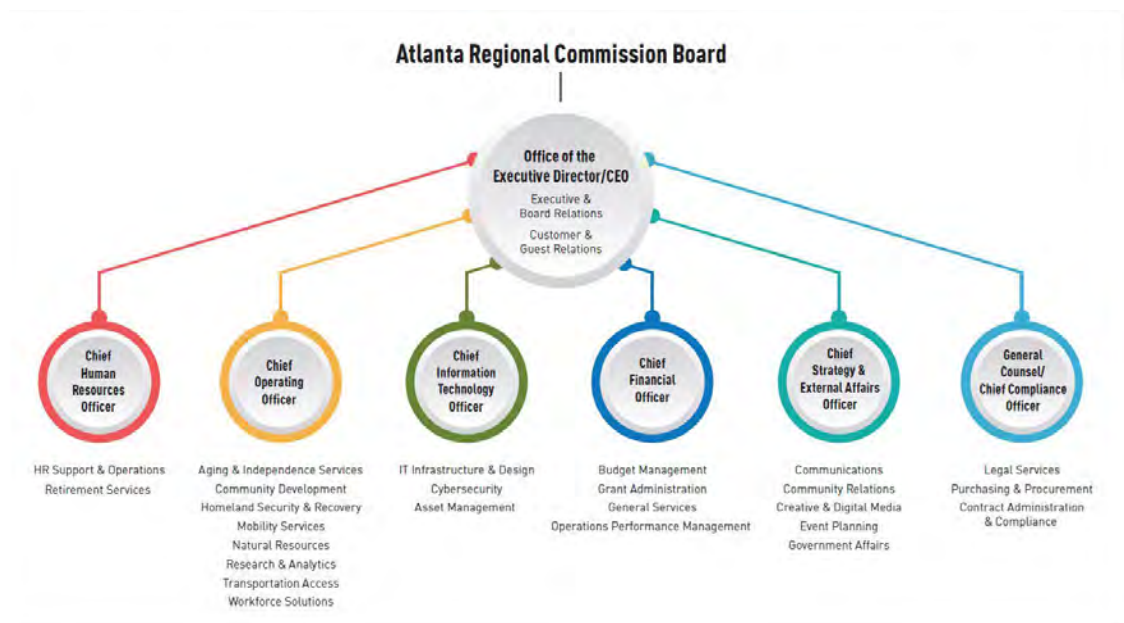 Atlanta Regional Commission Board
Office of the
Executive Director/CEO
Executive &
Board Relations
Customer &
Guest Relations
Chief
Human
Resources
Officer
HR Support & Operations
Retirement Services
Chief
Operating
Officer
Aging & Independence Services
Community Development
Homeland Security & Recovery
Mobility Services
Natural Resources
Research & Analytics
Transportation Access
Workforce Solutions
Chief
Information
Technology
Officer
IT Infrastructure & Design
Cybersecurity
Asset Management
Chief
Financial
Officer
Budget Management
Grant Administration
General Services
Operations Performance Management
Chief
Strategy &
External Affairs
Officer
Communications
Community Relations
Creative & Digital Media
Event Planning
Government Affairs
General
Counsel/
Chief Compliance
Officer
Legal Services
Purchasing & Procurement
Contract Administration
& Compliance